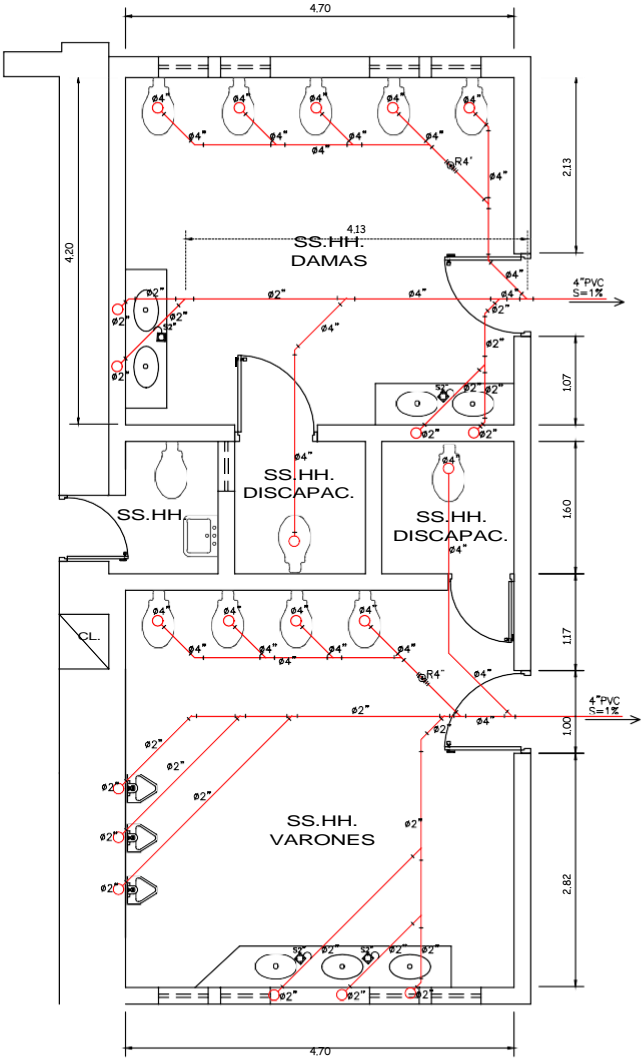 4.70
ø4" ø4" ø4" ø4" ø4"
ø4" ø4" ø4" ø4"
ø4"
R4"
ø4"
2.13
4.20
4.13
SS.HH.
DAMAS
ø4"
4"PVC
S=1%
ø2" ø2" ø4" ø4"
ø2" ø2" ø2"
S2"
ø4"
ø2"
ø2"
1.07
S2"
ø2" ø2"
ø2" ø2"
ø4" ø4"
SS.HH.
DISCAPAC.
SS.HH.
SS.HH.
DISCAPAC.
1.60
ø4"
ø4" ø4" ø4" ø4"
CL.
ø4" ø4" ø4" ø4"
ø4"
R4"
ø4"
1.17
4"PVC
S=1%
ø2" ø4"
ø2"
1.00
ø2"
ø2"
ø2"
ø2"
ø2"
ø2"
SS.HH.
VARONES
ø2"
2.82
S2" ø2" S2" ø2" ø2"
ø2" ø2" ø2"
4.70